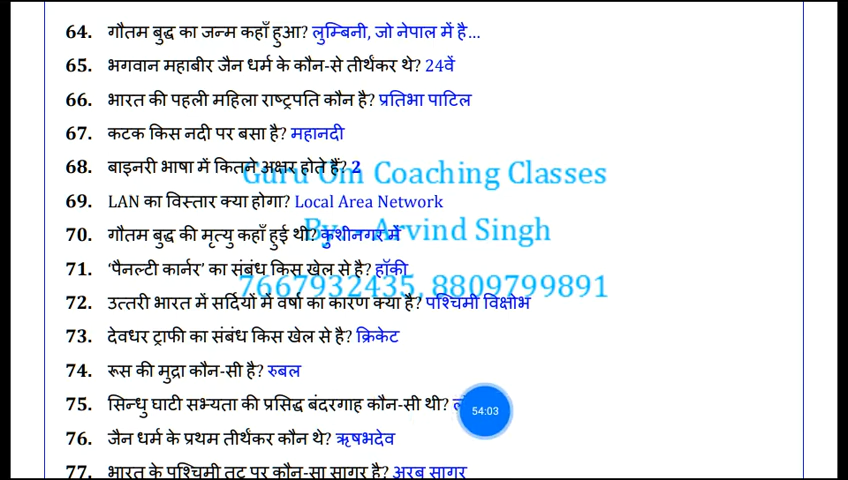 64. गौतम बुद्ध का जन्म कहाँ हुआ? लुम्बिनी, जो नेपाल में है...
65. भगवान महाबीर जैन धर्म के कौन-से तीर्थंकर थे? 24वें
66. भारत की पहली महिला राष्ट्रपति कौन है? प्रतिभा पाटिल
67. कटक किस नदी पर बसा है? महानदी
68. बाइनरी भाषा में कितने अक्षर होते हैं? 2
Guru Om Coaching Classes
69. LAN का विस्तार क्या होगा? Local Area Network
70. गौतम बुद्ध की मृत्यु कहाँ हुई थी? कुशीनगर में
By - Arvind Singh
71. ‘पैनल्टी कार्नर’ का संबंध किस खेल से है? हॉकी
7667932435, 8809799891
72. उत्तरी भारत में सर्दियों में वर्षा का कारण क्या है? पश्चिमी विक्षोभ
73. देवधर ट्राफी का संबंध किस खेल से है? क्रिकेट
74. रूस की मुद्रा कौन-सी है? रुबल
75. सिन्धु घाटी सभ्यता की प्रसिद्ध बंदरगाह कौन-सी थी?
54:03
76. जैन धर्म के प्रथम तीर्थंकर कौन थे? ऋषभदेव
77. भारत के पश्चिमी तट पर कौन-सा सागर है? अरब सागर